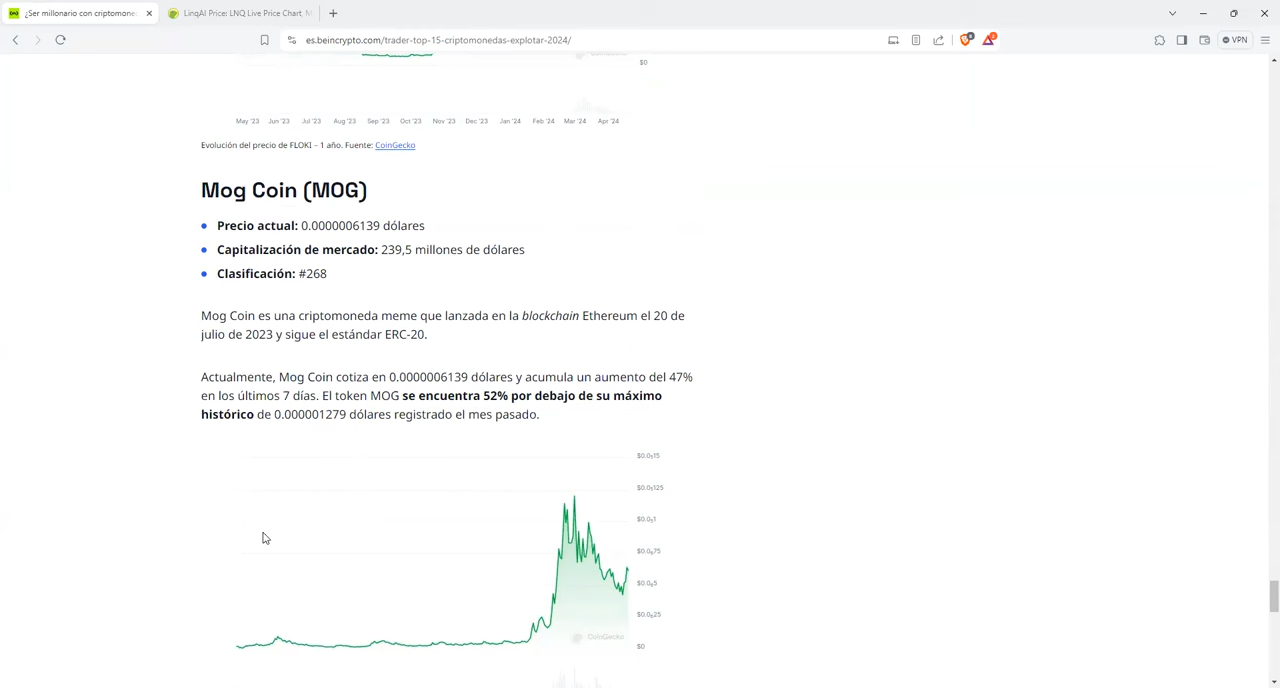 ¿Ser millonario con criptomone
LinqAI Price: LNQ Live Price Chart, M
es.beincrypto.com/trader-top-15-criptomonedas-explotar-2024/
VPN
CoinGecko
$0
May '23 Jun '23 Jul '23 Aug '23 Sep '23 Oct '23 Nov '23 Dec '23 Jan '24 Feb '24 Mar '24 Apr '24
Evolución del precio de FLOKI – 1 año. Fuente: CoinGecko
Mog Coin (MOG)
Precio actual: 0.0000006139 dólares
Capitalización de mercado: 239,5 millones de dólares
Clasificación: #268
Mog Coin es una criptomoneda meme que lanzada en la blockchain Ethereum el 20 de
julio de 2023 y sigue el estándar ERC-20.
Actualmente, Mog Coin cotiza en 0.0000006139 dólares y acumula un aumento del 47%
en los últimos 7 días. El token MOG se encuentra 52% por debajo de su máximo
histórico de 0.000001279 dólares registrado el mes pasado.
$0.0₅15
$0.0₅125
$0.0₅1
$0.0₆75
$0.0₆5
$0.0₆25
CoinGecko
$0